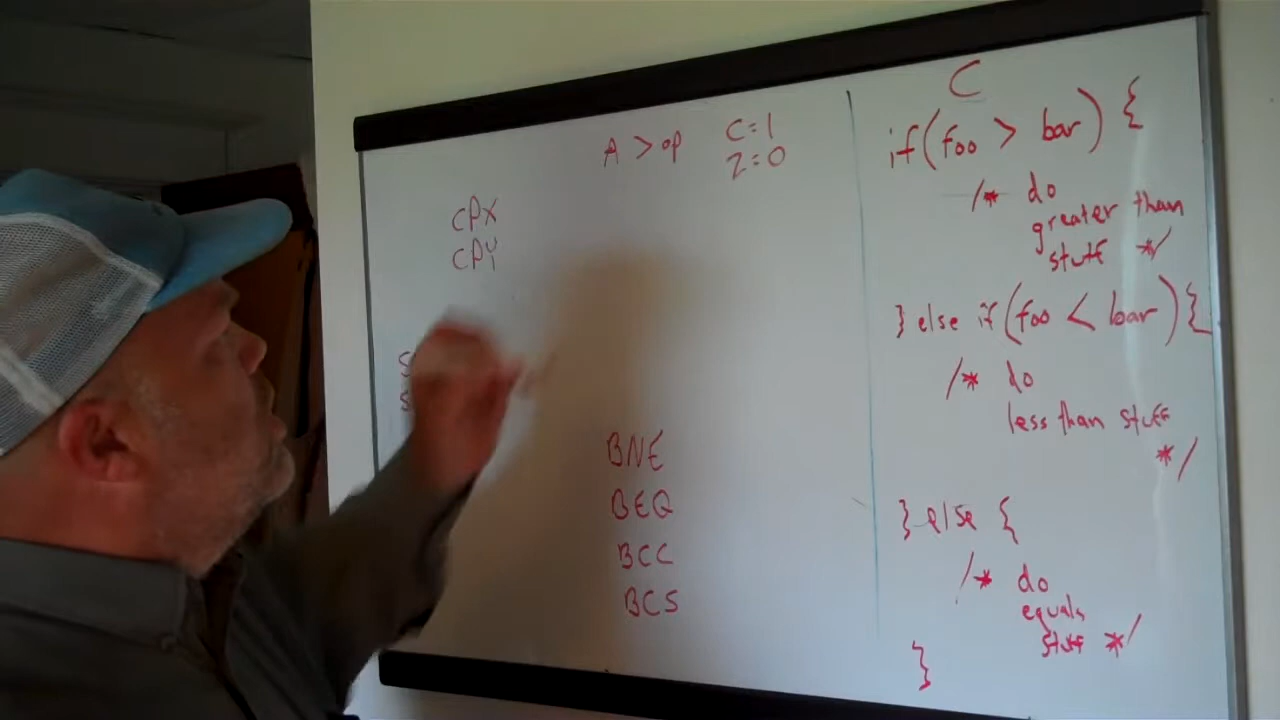 A > op C=1
Z=0
CPX
CPY
BNE
BEQ
BCC
BCS
C
if(foo > bar) {
/* do
greater than
stuff */
} else if(foo < bar){
/* do
less than stuff
*/
} else {
/* do
equals
stuff */
}